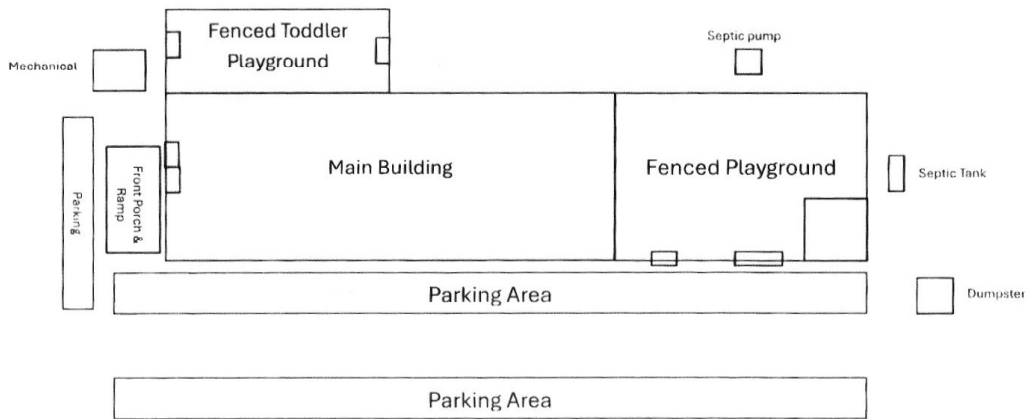 Fenced Toddler
Playground
Septic pump
Mechanical
Main Building
Fenced Playground
Septic Tank
Front Porch &
Ramp
Parking
Parking Area
Dumpster
Parking Area